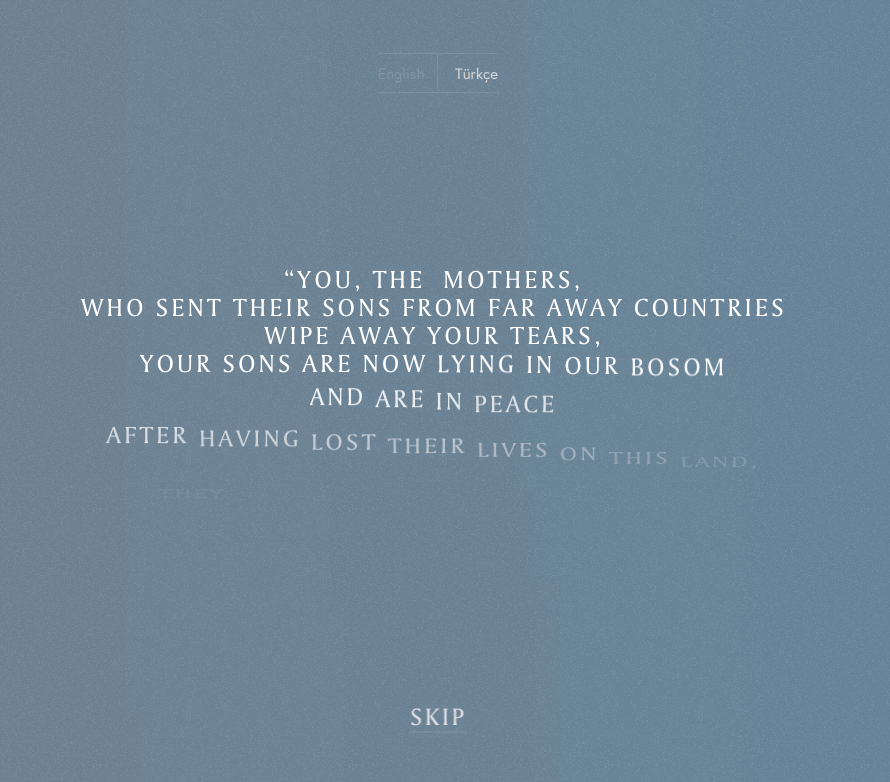 English Türkçe
“YOU, THE MOTHERS,
WHO SENT THEIR SONS FROM FAR AWAY COUNTRIES
WIPE AWAY YOUR TEARS,
YOUR SONS ARE NOW LYING IN OUR BOSOM
AND ARE IN PEACE
AFTER HAVING LOST THEIR LIVES ON THIS LAND,
THEY
SKIP